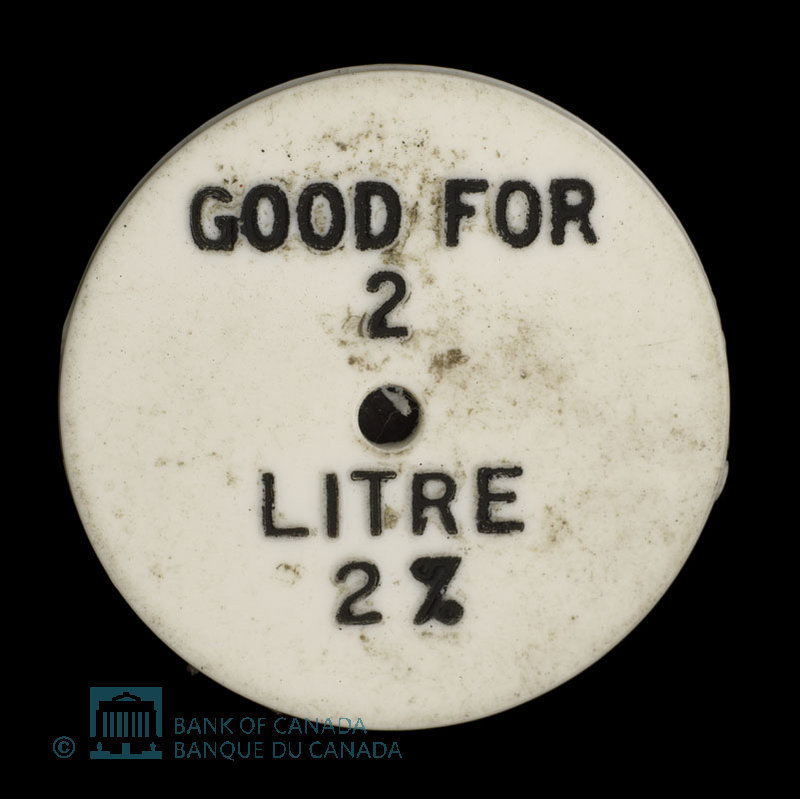 GOOD FOR
2
LITRE
2%
© BANK OF CANADA
BANQUE DU CANADA